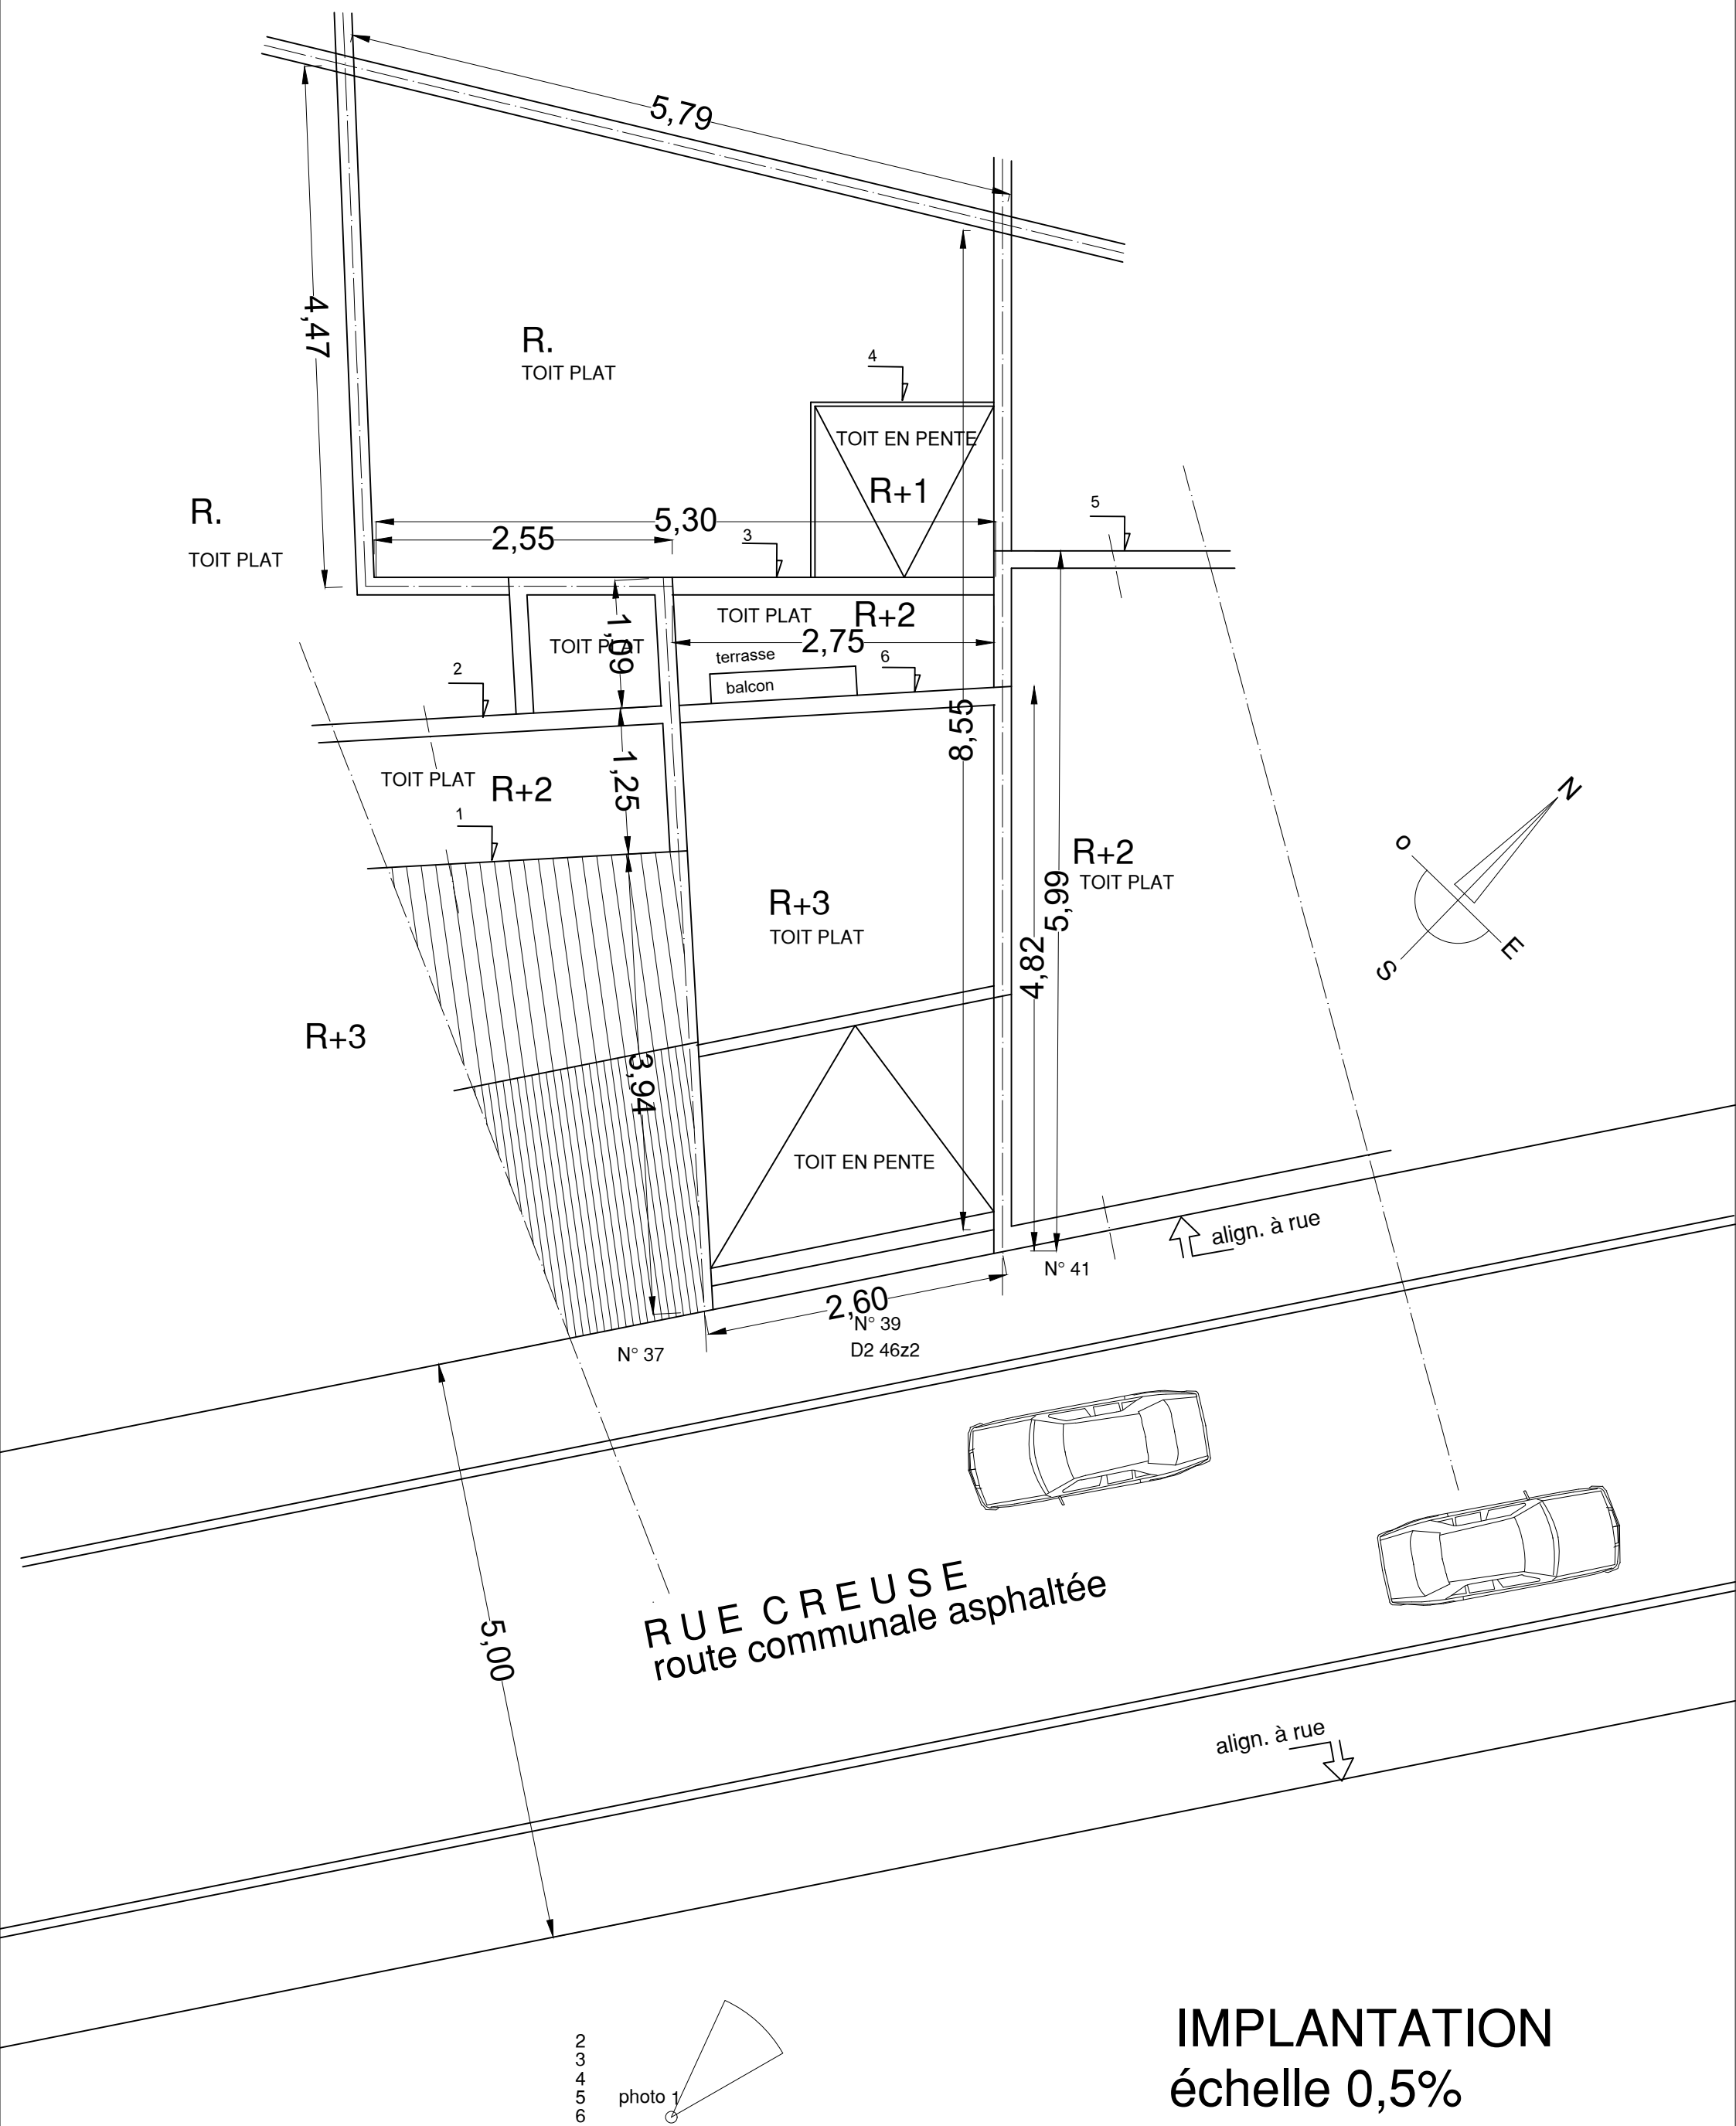 5,79
4,47
R.
TOIT PLAT
4
TOIT EN PENTE
R+1
R.
TOIT PLAT
5,30
2,55
3
5
1,09
TOIT PLAT
TOIT PLAT
R+2
2,75
terrasse
balcon
6
2
8,55
1,25
TOIT PLAT
R+2
1
R+2
TOIT PLAT
5,99
4,82
R+3
TOIT PLAT
N
O
E
S
R+3
3,94
TOIT EN PENTE
align. à rue
N° 41
2,60
N° 39
D2 46z2
N° 37
5,00
RUE CREUSE
route communale asphaltée
align. à rue
2
3
4
5
6
photo 1
IMPLANTATION
échelle 0,5%